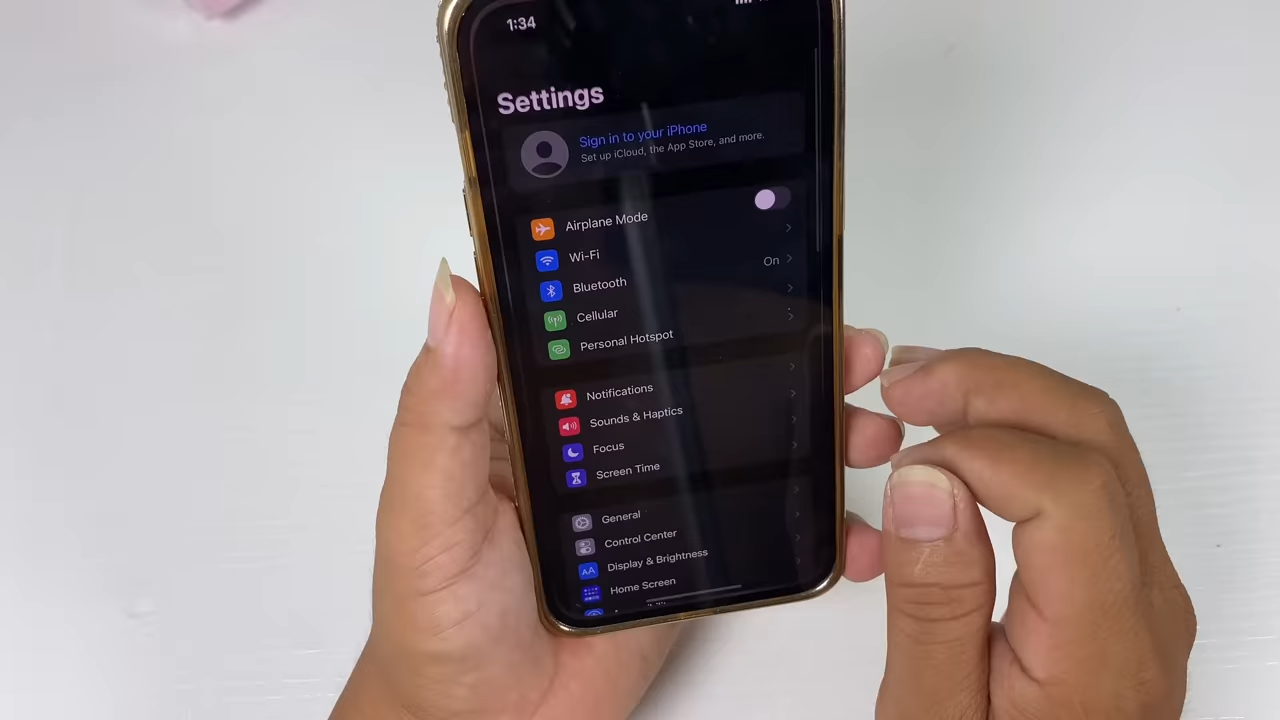 1:34
Settings
Sign in to your iPhone
Set up iCloud, the App Store, and more.
Airplane Mode
Wi-Fi
Bluetooth
On
Cellular
Personal Hotspot
Notifications
Sounds & Haptics
Focus
Screen Time
General
Control Center
AA
Display & Brightness
Home Screen